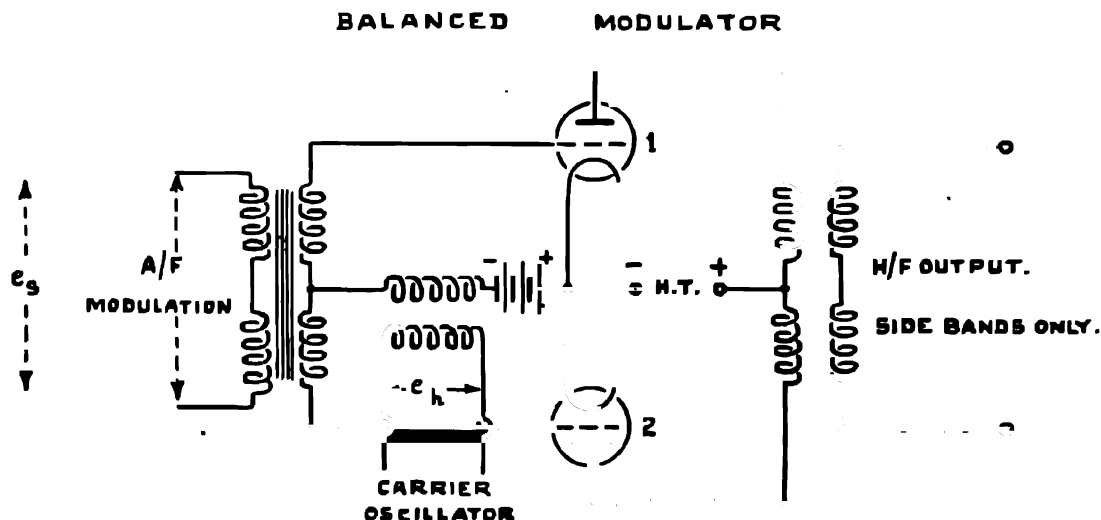 BALANCED MODULATOR
1
+
-
A/F
MODULATION
e_s
- +
- H.T. +
H/F OUTPUT.
SIDE BANDS ONLY.
e_h
2
CARRIER
OSCILLATOR